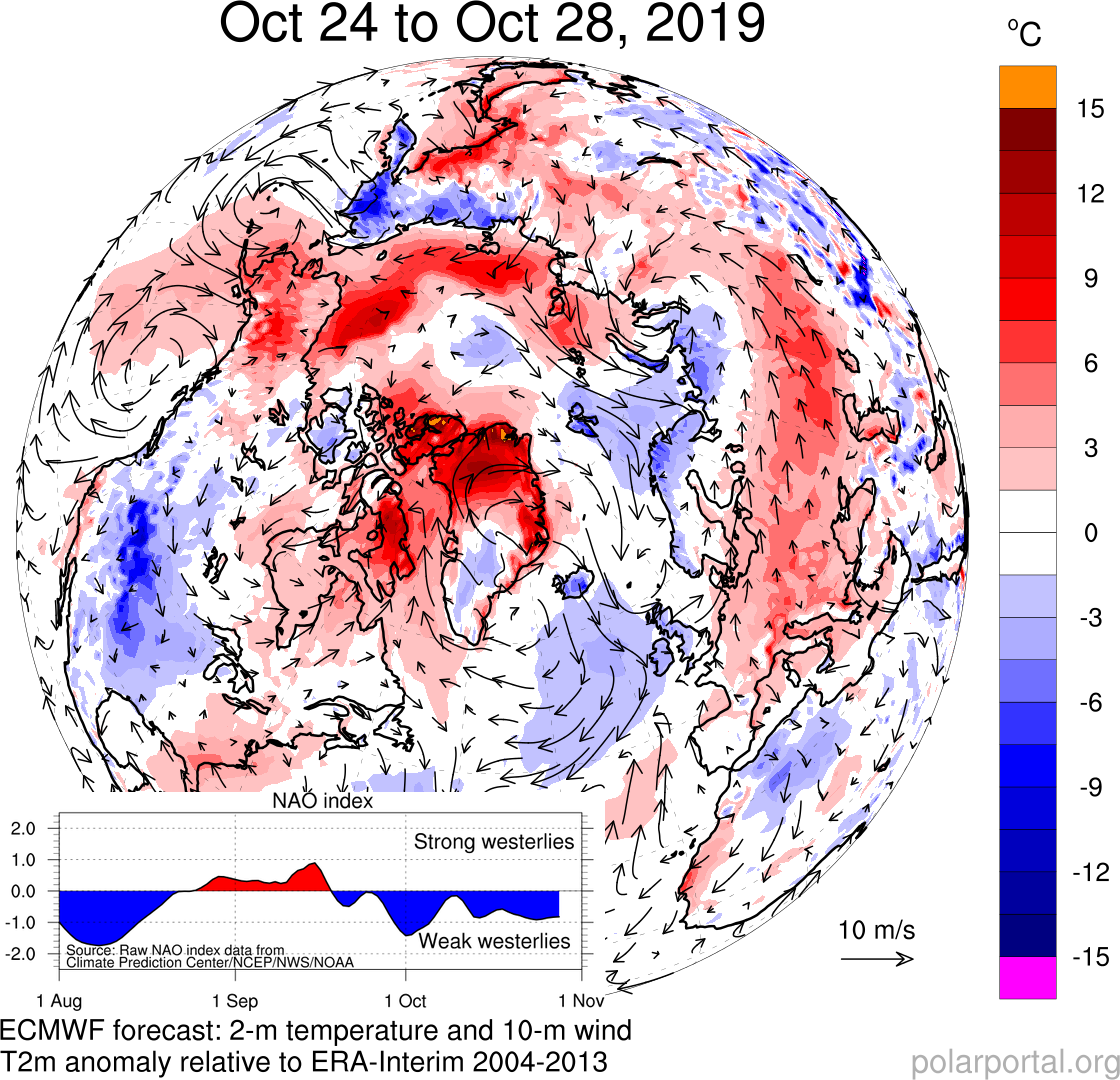 Oct 24 to Oct 28, 2019
oC
15
12
9
6
3
0
-3
-6
-9
-12
-15
10 m/s
NAO index
2.0
1.0
0.0
-1.0
-2.0
Strong westerlies
Weak westerlies
Source: Raw NAO index data from
Climate Prediction Center/NCEP/NWS/NOAA
1 Aug
1 Sep
1 Oct
1 Nov
ECMWF forecast: 2-m temperature and 10-m wind
T2m anomaly relative to ERA-Interim 2004-2013
polarportal.org